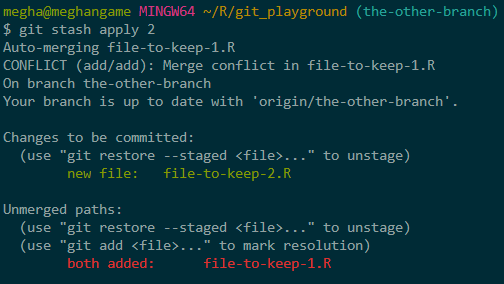 megha@meghangame MINGW64 ~/R/git_playground (the-other-branch)
$ git stash apply 2
Auto-merging file-to-keep-1.R
CONFLICT (add/add): Merge conflict in file-to-keep-1.R
On branch the-other-branch
Your branch is up to date with 'origin/the-other-branch'.
Changes to be committed:
(use "git restore --staged <file>..." to unstage)
new file: file-to-keep-2.R
Unmerged paths:
(use "git restore --staged <file>..." to unstage)
(use "git add <file>..." to mark resolution)
both added: file-to-keep-1.R